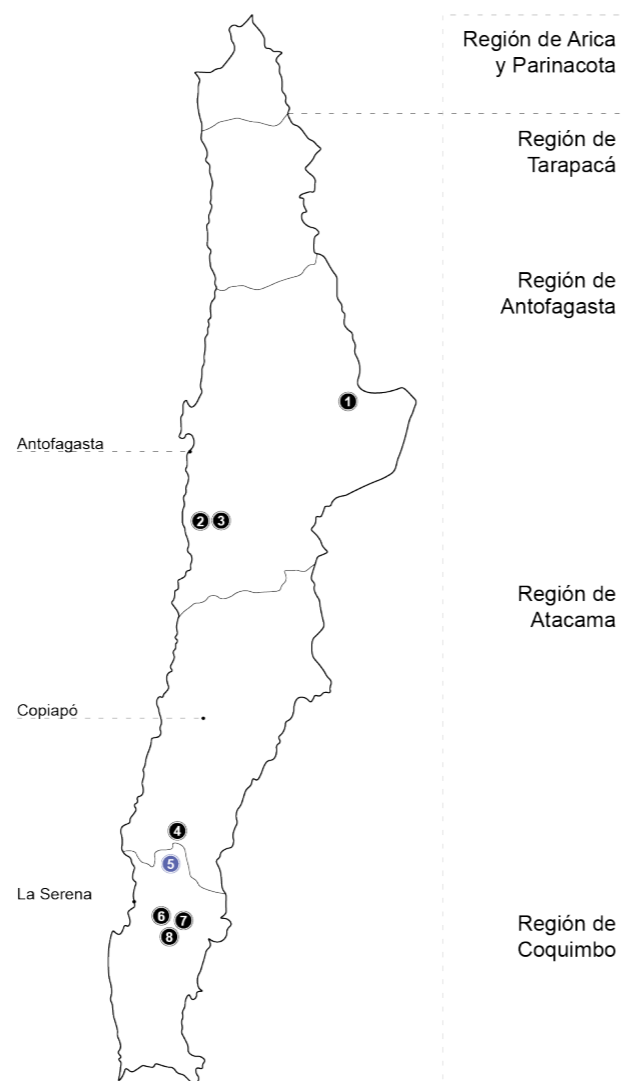 Región de Arica
y Parinacota
Región de
Tarapacá
Región de
Antofagasta
1
Antofagasta
2 3
Región de
Atacama
Copiapó
4
5
La Serena
6 7
8
Región de
Coquimbo